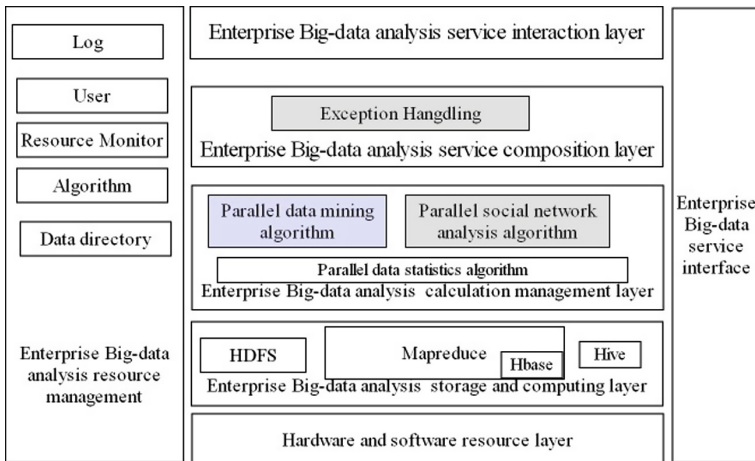 Log
User
Resource Monitor
Algorithm
Data directory
Enterprise Big-data
analysis resource
management
Enterprise Big-data analysis service interaction layer
Exception Hangdling
Enterprise Big-data analysis service composition layer
Parallel data mining
algorithm
Parallel social network
analysis algorithm
Parallel data statistics algorithm
Enterprise Big-data analysis calculation management layer
HDFS
Mapreduce
Hbase
Hive
Enterprise Big-data analysis storage and computing layer
Hardware and software resource layer
Enterprise
Big-data
service
interface